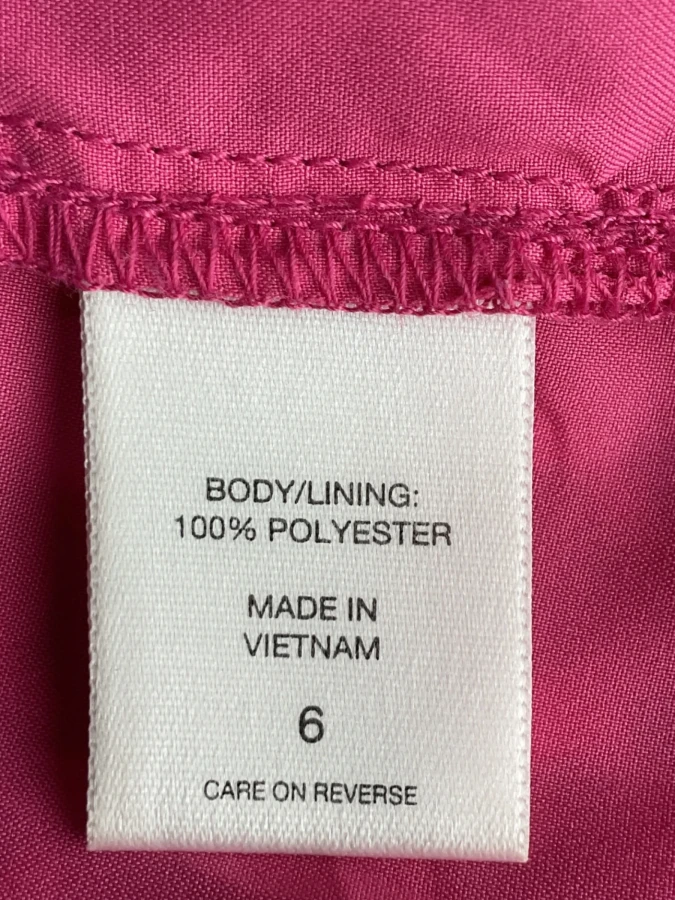 BODY/LINING:
100% POLYESTER
MADE IN
VIETNAM
6
CARE ON REVERSE